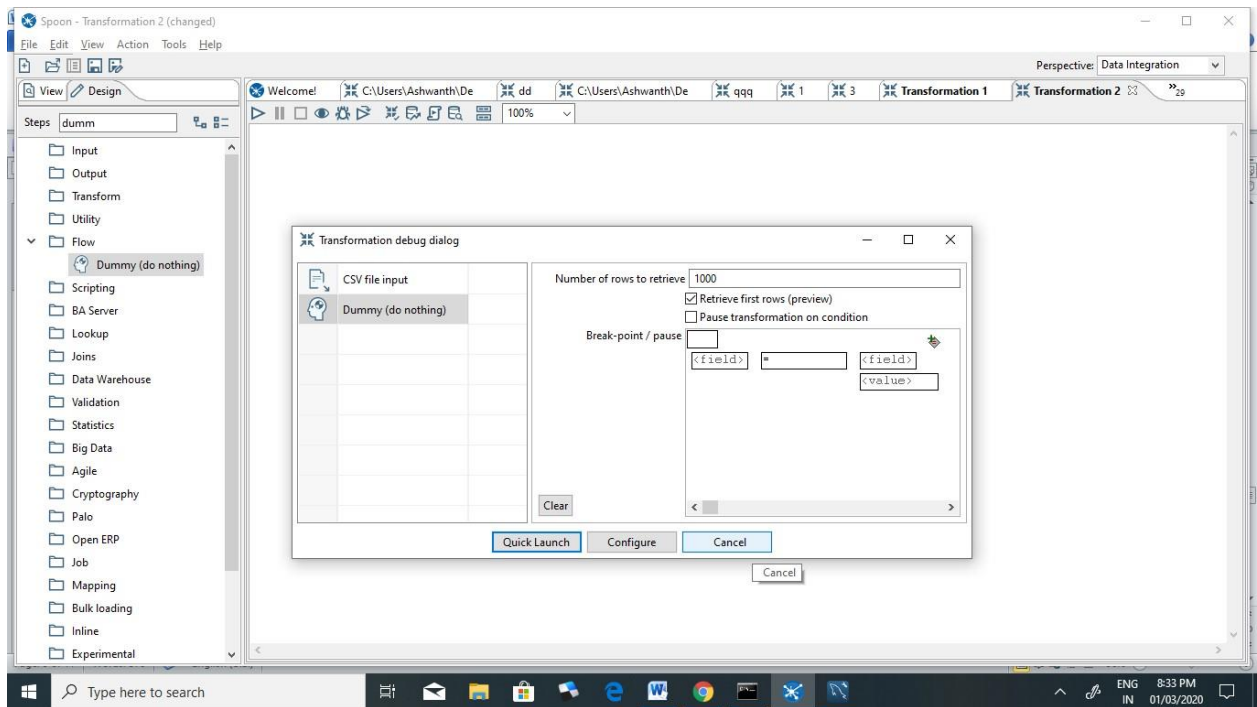 Spoon - Transformation 2 (changed)
File Edit View Action Tools Help
Perspective: Data Integration
View Design
Welcome! C:\Users\Ashwanth\De dd C:\Users\Ashwanth\De qqq 1 3 Transformation 1 Transformation 2 »29
Steps dumm
100%
Input
Output
Transform
Utility
Flow
Dummy (do nothing)
Scripting
BA Server
Lookup
Joins
Data Warehouse
Validation
Statistics
Big Data
Agile
Cryptography
Palo
Open ERP
Job
Mapping
Bulk loading
Inline
Experimental
Transformation debug dialog
CSV file input
Dummy (do nothing)
Number of rows to retrieve 1000
Retrieve first rows (preview)
Pause transformation on condition
Break-point / pause
<field> = <field>
<value>
Clear
Quick Launch Configure Cancel
Cancel
Type here to search
ENG 8:33 PM
IN 01/03/2020